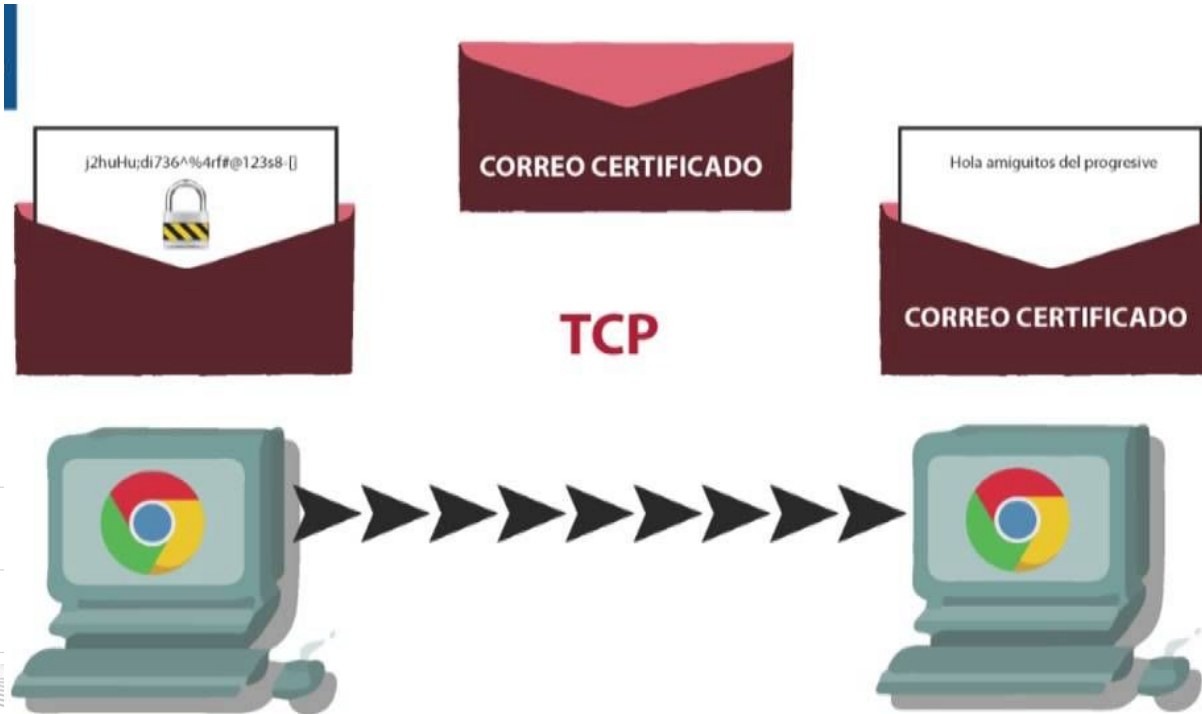 CORREO CERTIFICADO
j2huHu;di736^%4rf#@123s8-[]
Hola amiguitos del progresive
CORREO CERTIFICADO
TCP